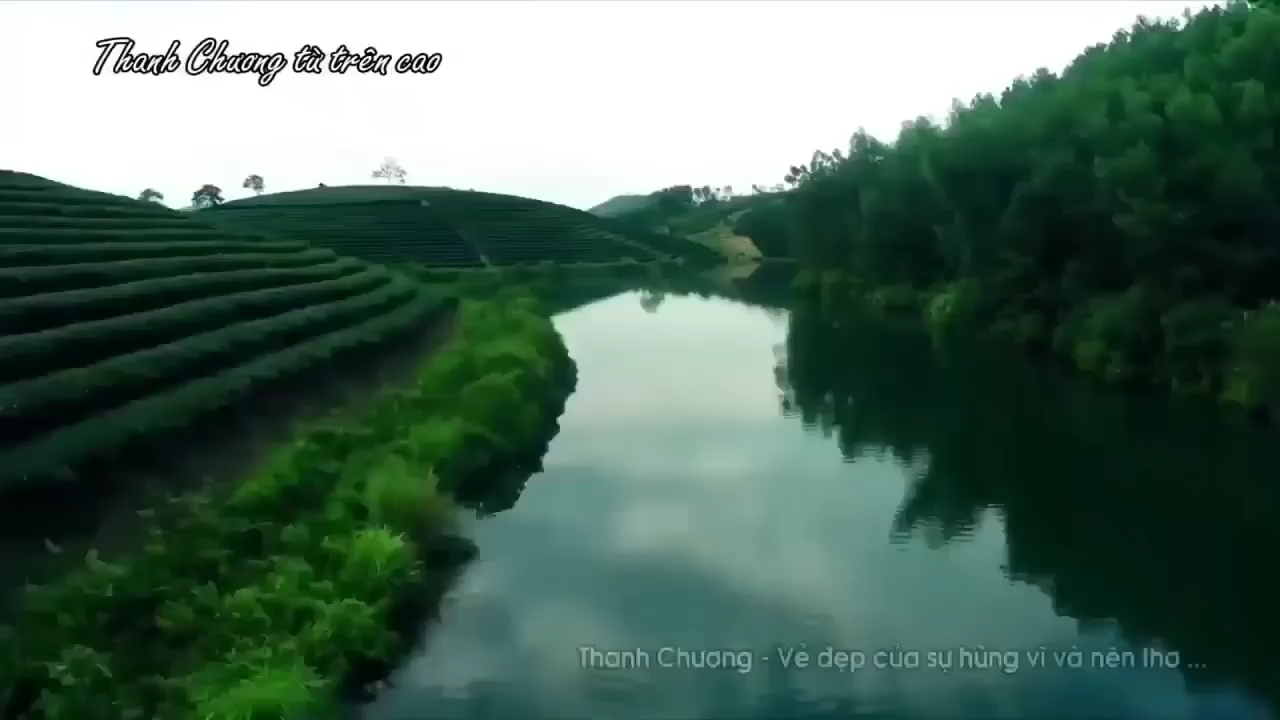 Thanh Chương từ trên cao
Thanh Chương - Vẻ đẹp của sự hùng vĩ và nên thơ ...